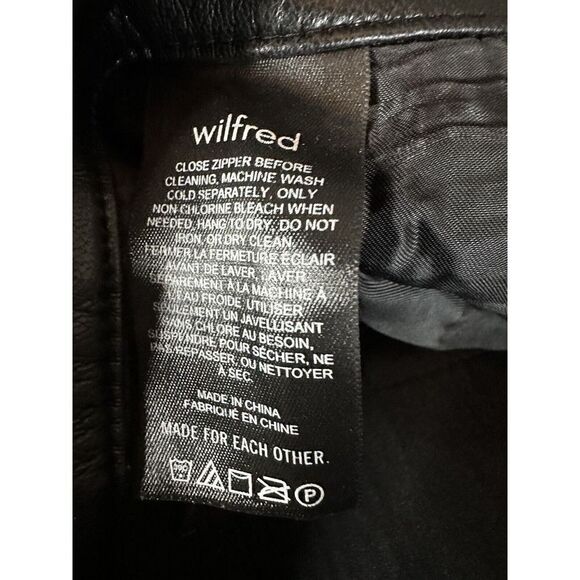 wilfred
CLOSE ZIPPER BEFORE
CLEANING, MACHINE WASH
COLD SEPARATELY, ONLY
NON-CHLORINE BLEACH WHEN
NEEDED, HANG TO DRY, DO NOT
IRON, OR DRY CLEAN.
FERMER LA FERMETURE ÉCLAIR
AVANT DE LAVER, LAVER
SÉPARÉMENT À LA MACHINE À
L'EAU FROIDE, UTILISER
SEULEMENT UN JAVELLISANT
SANS CHLORE AU BESOIN,
SUSPENDRE POUR SÉCHER, NE
PAS REPASSER, OU NETTOYER
À SEC.
MADE IN CHINA
FABRIQUÉ EN CHINE
MADE FOR EACH OTHER.
P